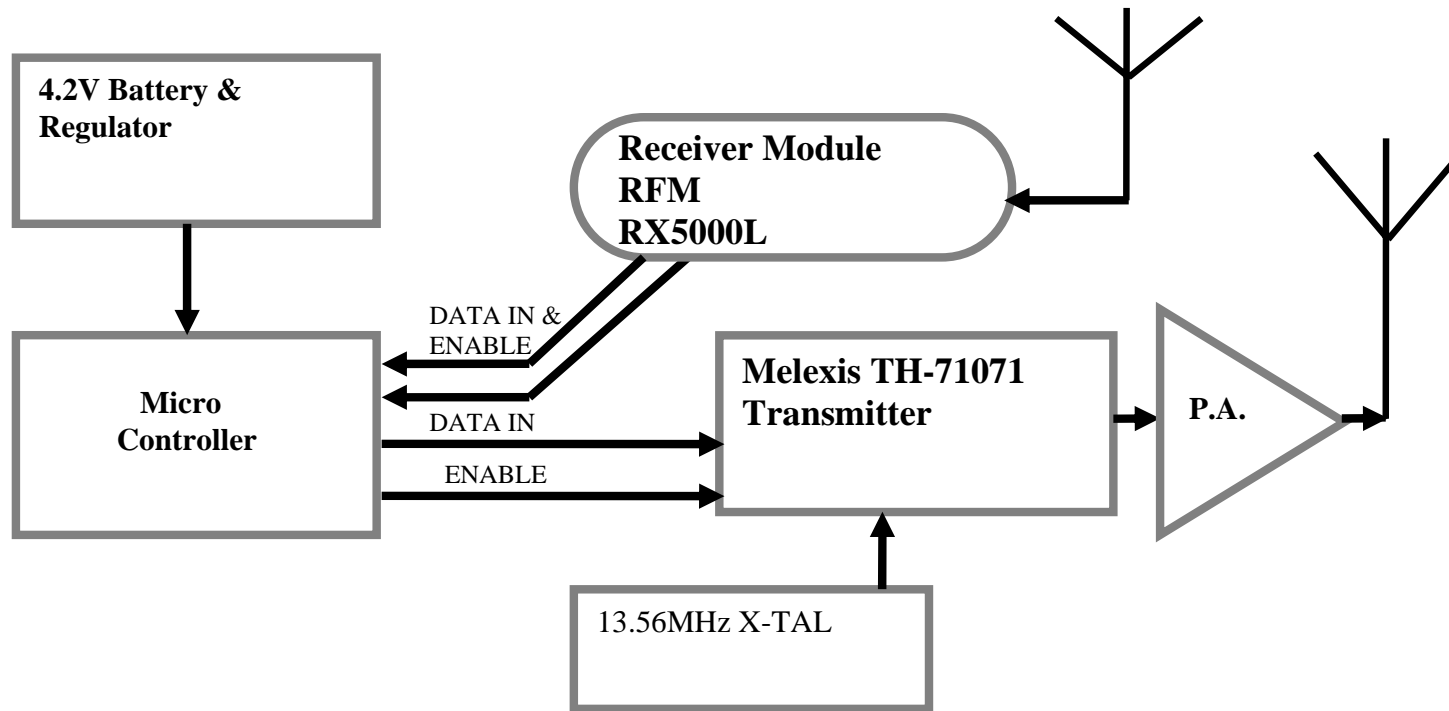 4.2V Battery &
Regulator
Receiver Module
RFM
RX5000L
DATA IN &
ENABLE
Micro
Controller
DATA IN
ENABLE
Melexis TH-71071
Transmitter
P.A.
13.56MHz X-TAL